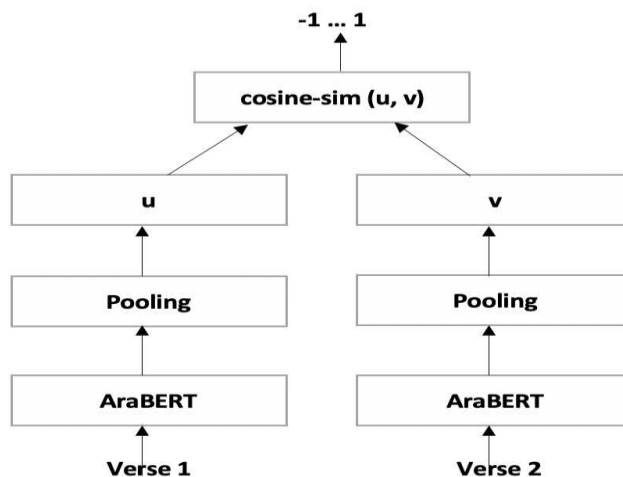 -1 ... 1
cosine-sim (u, v)
u
v
Pooling
Pooling
AraBERT
AraBERT
Verse 1
Verse 2